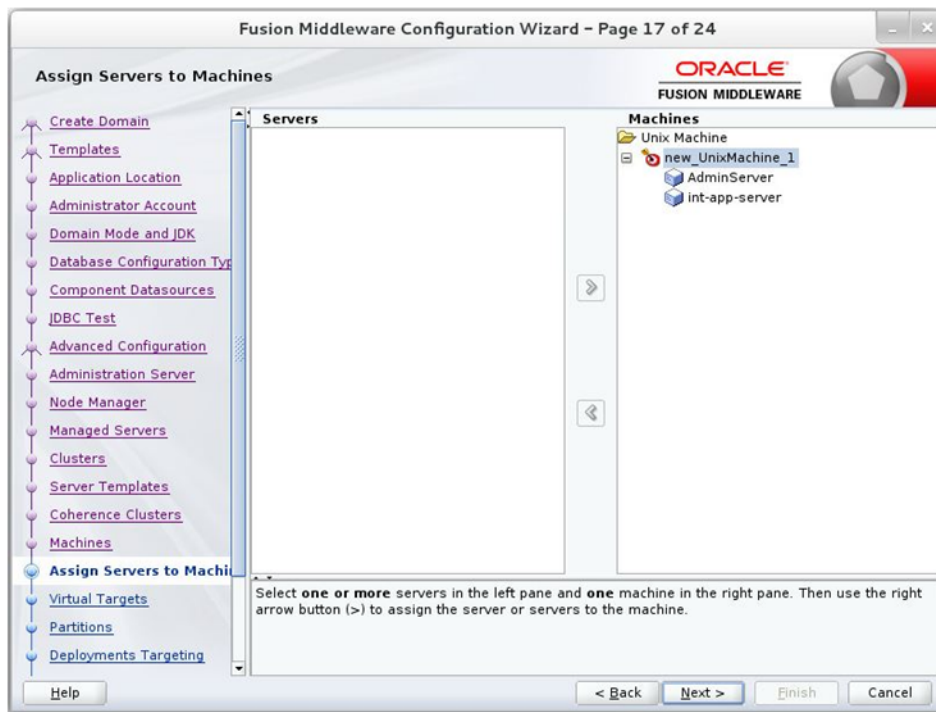 Fusion Middleware Configuration Wizard – Page 17 of 24
Assign Servers to Machines
ORACLE
FUSION MIDDLEWARE
Create Domain
Templates
Application Location
Administrator Account
Domain Mode and JDK
Database Configuration Typ
Component Datasources
JDBC Test
Advanced Configuration
Administration Server
Node Manager
Managed Servers
Clusters
Server Templates
Coherence Clusters
Machines
Assign Servers to Machi
Virtual Targets
Partitions
Deployments Targeting
Servers
Machines
Unix Machine
new_UnixMachine_1
AdminServer
int-app-server
Select one or more servers in the left pane and one machine in the right pane. Then use the right
arrow button (>) to assign the server or servers to the machine.
Help
< Back
Next >
Finish
Cancel